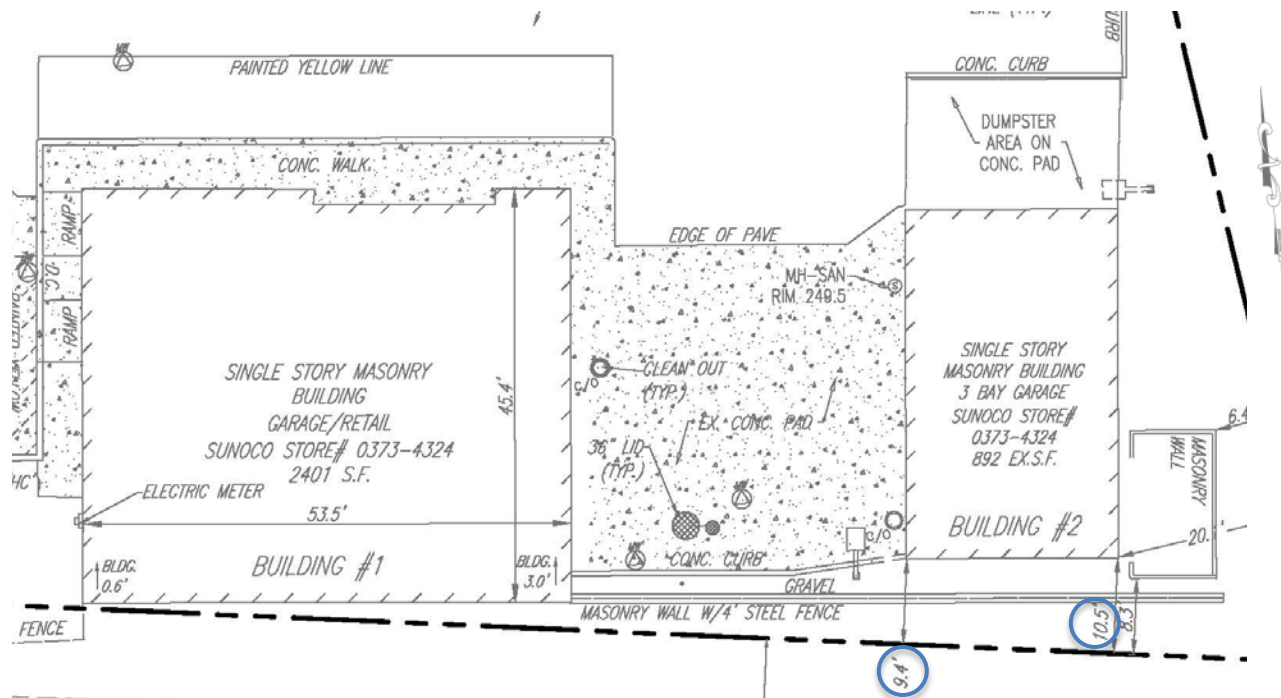 CONC. CURB
PAINTED YELLOW LINE
DUMPSTER
AREA ON
CONC. PAD
CONC. WALK.
RAMP
D.C.
RAMP
EDGE OF PAVE
MH-SAN
RIM 249.5
SINGLE STORY MASONRY
BUILDING
GARAGE/RETAIL
SUNOCO STORE# 0373-4324
2401 S.F.
45.4'
C/O
CLEAN OUT
(TYP.)
EX. CONC. PAD
36" LID
(TYP.)
SINGLE STORY
MASONRY BUILDING
3 BAY GARAGE
SUNOCO STORE#
0373-4324
892 EX.S.F.
6.4
MASONRY
WALL
HC
ELECTRIC METER
53.5'
BUILDING #2
C/O
BLDG.
0.6'
BUILDING #1
BLDG.
3.0'
CONC. CURB
GRAVEL
MASONRY WALL W/4' STEEL FENCE
FENCE
9.4'
10.5'
8.3'